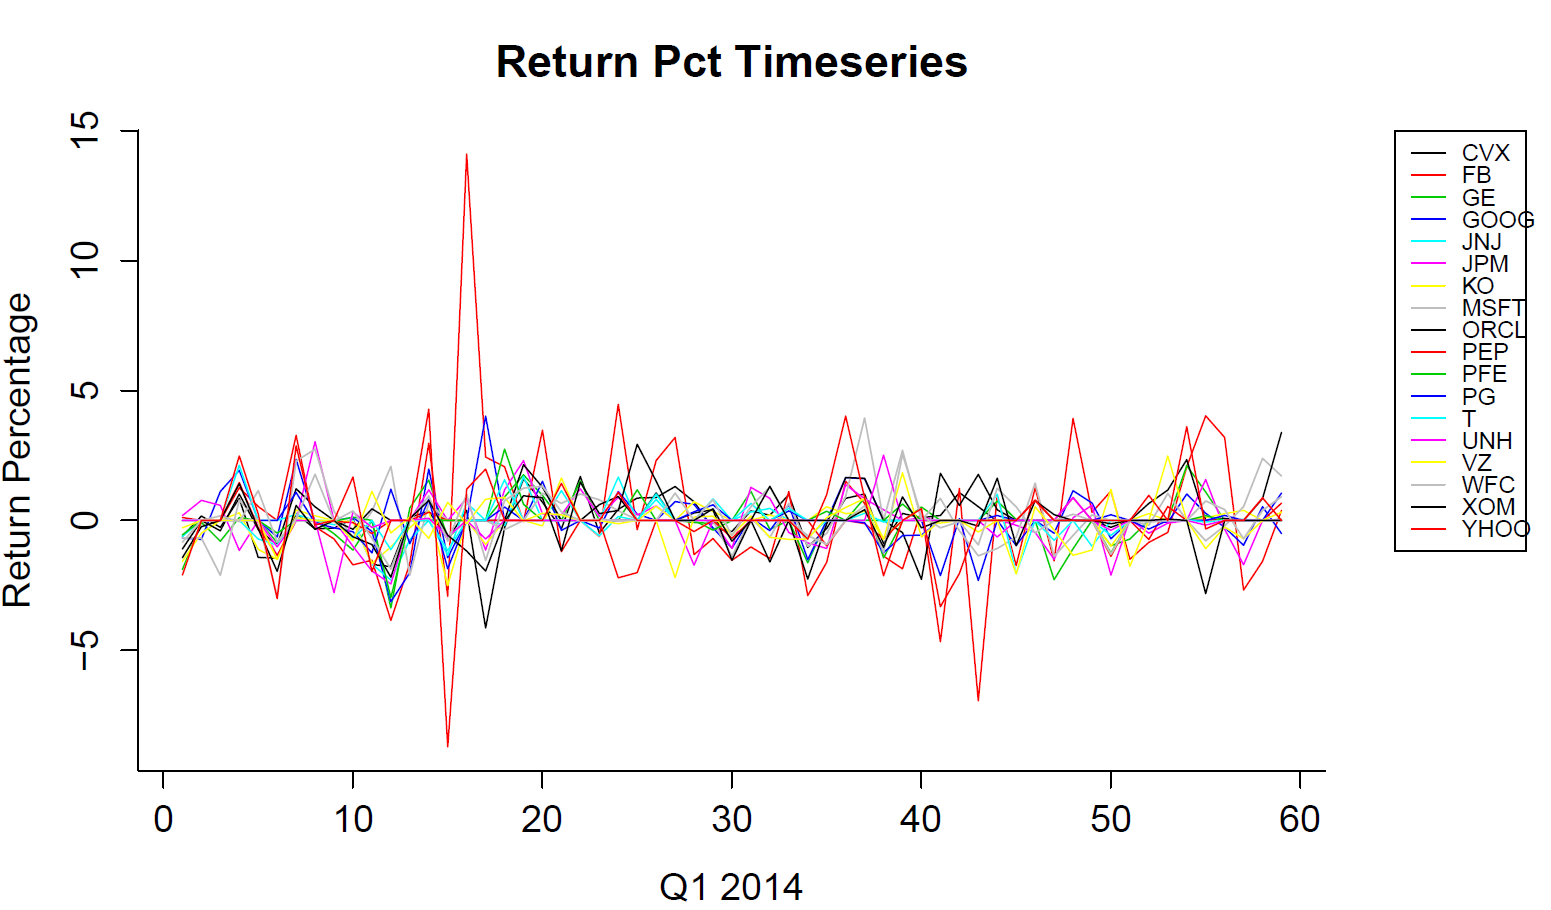 Return Pct Timeseries
Return Percentage
15
10
5
0
−5
0 10 20 30 40 50 60
Q1 2014
CVX
FB
GE
GOOG
JNJ
JPM
KO
MSFT
ORCL
PEP
PFE
PG
T
UNH
VZ
WFC
XOM
YHOO